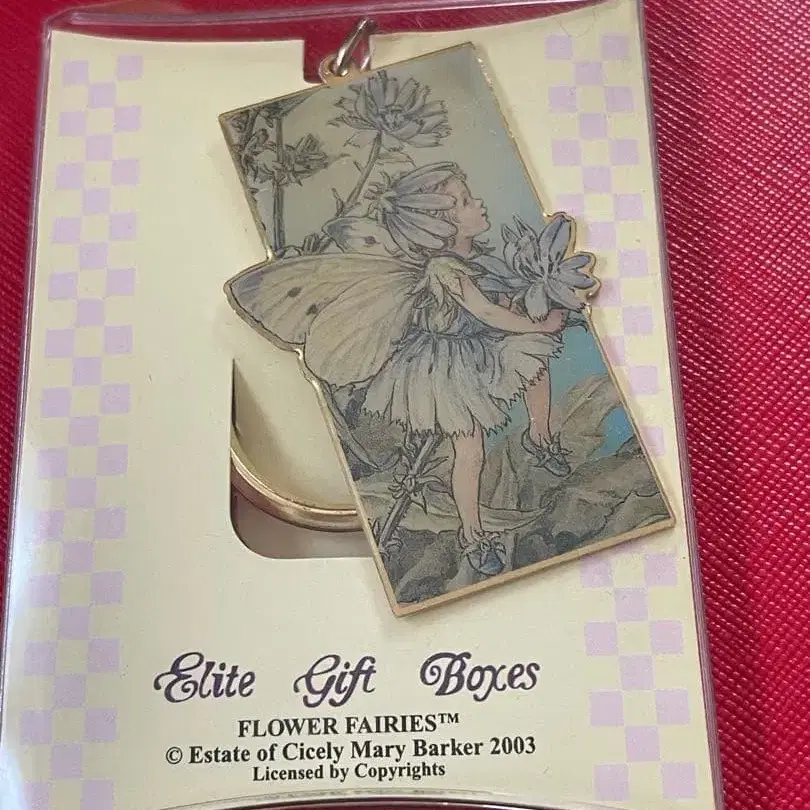 Elite Gift Boxes
FLOWER FAIRIES™
© Estate of Cicely Mary Barker 2003
Licensed by Copyrights